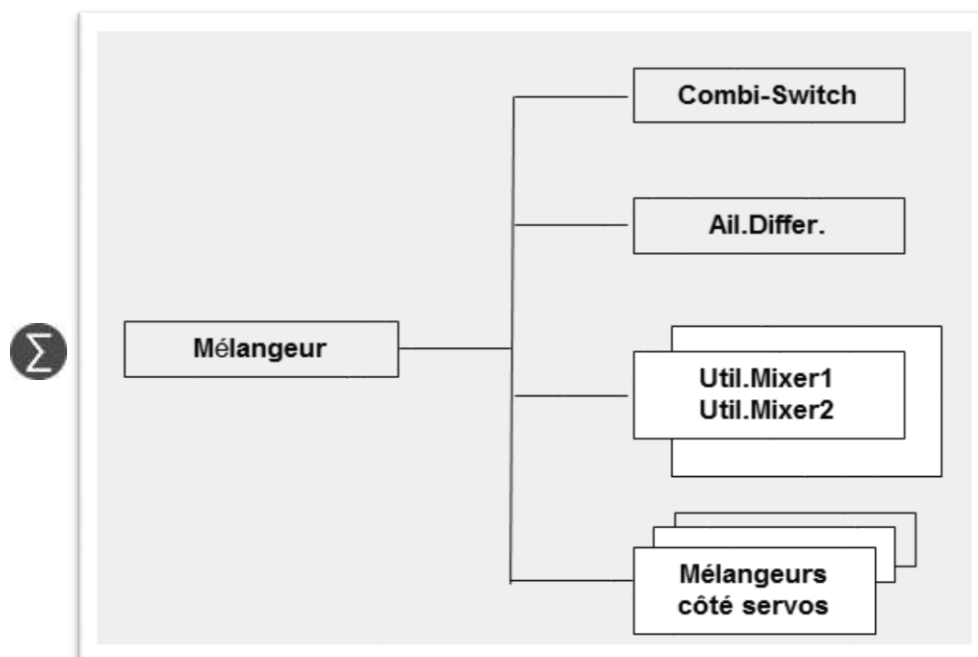 Combi-Switch
Ail.Differ.
Mélangeur
Util.Mixer1
Util.Mixer2
Mélangeurs
côté servos